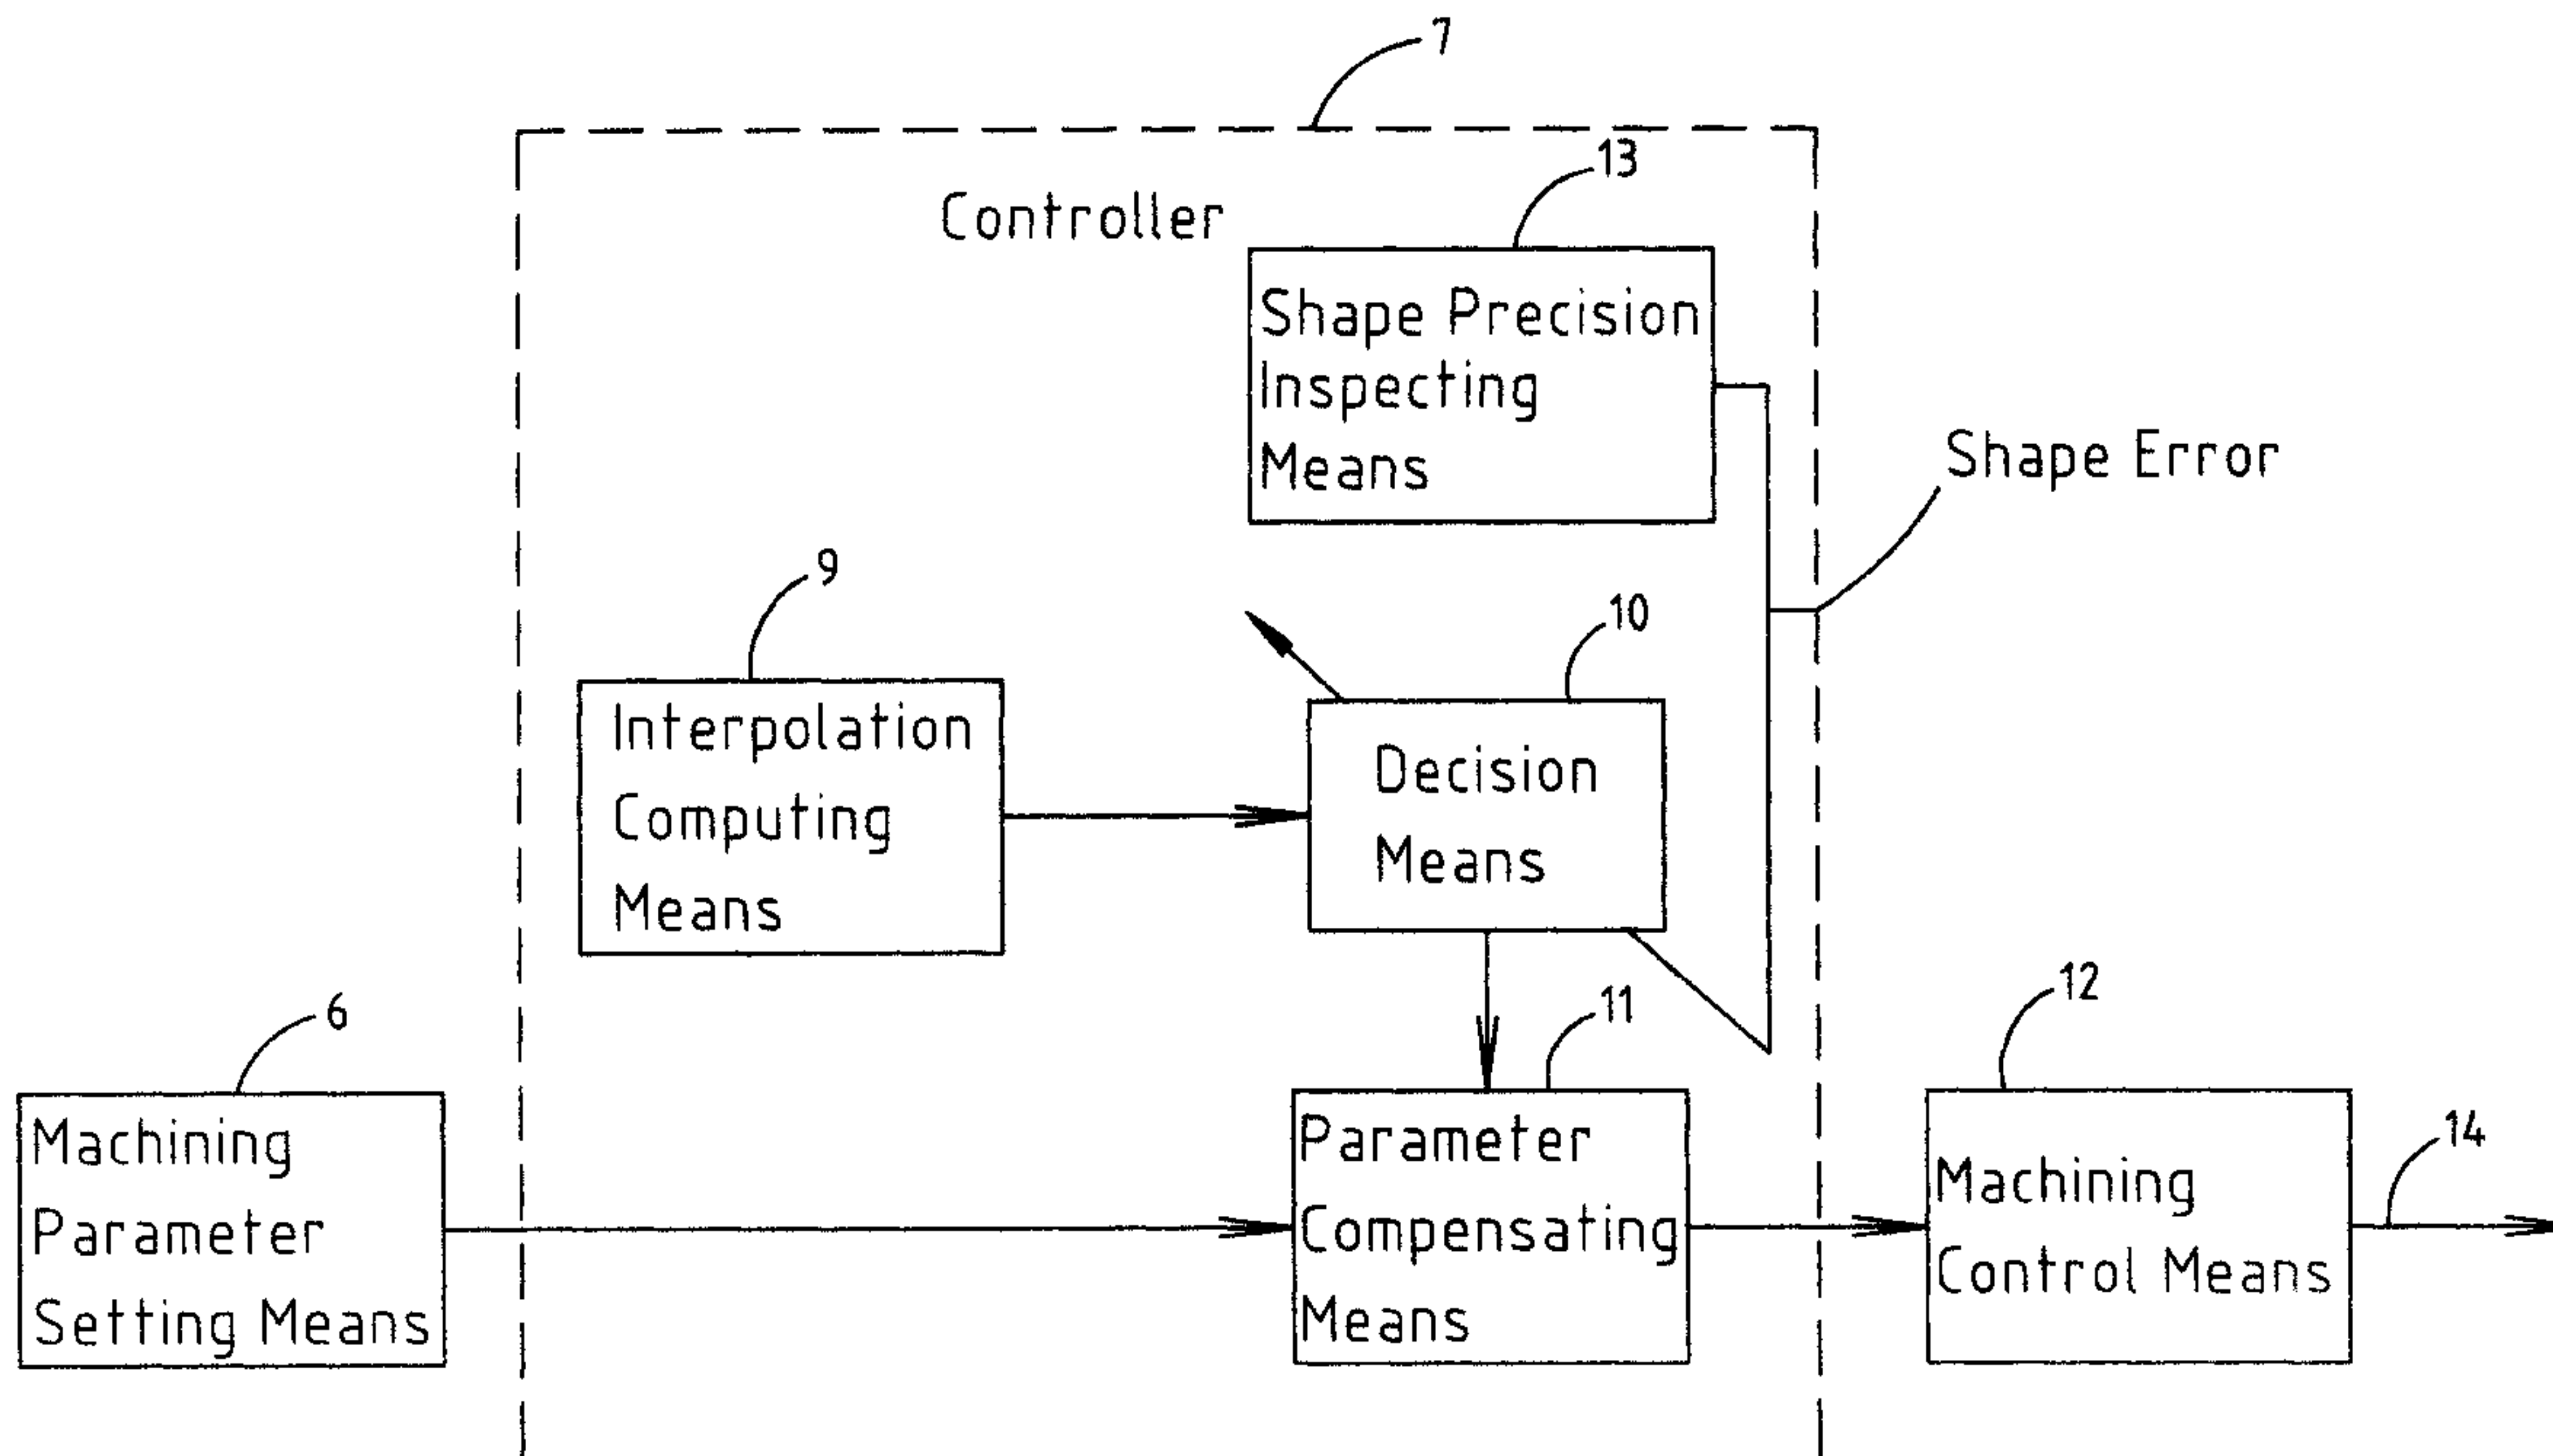 7
Controller
13
Shape Precision
Inspecting
Means
Shape Error
9
Interpolation
Computing
Means
10
Decision
Means
6
Machining
Parameter
Setting Means
11
Parameter
Compensating
Means
12
Machining
Control Means
14